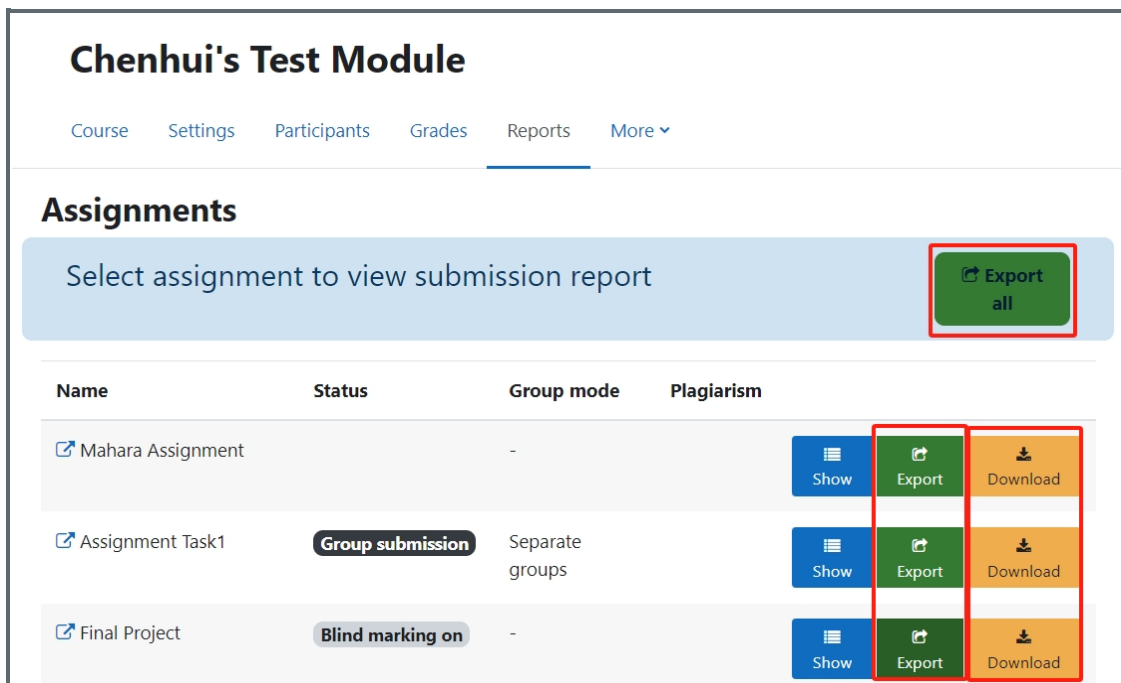 Chenhui's Test Module
Course Settings Participants Grades Reports More
Assignments
Select assignment to view submission report
Export
all
Name Status Group mode Plagiarism
Mahara Assignment -
Show Export Download
Assignment Task1 Group submission Separate
groups
Show Export Download
Final Project Blind marking on -
Show Export Download